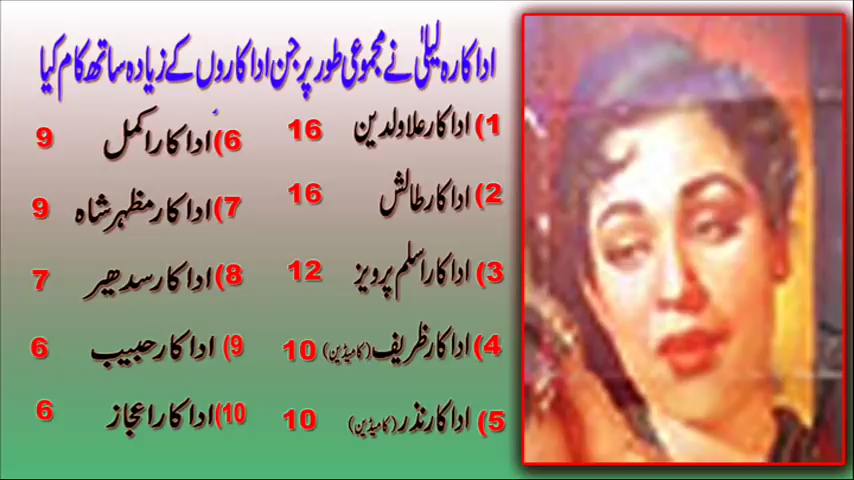 اداکارہ لیلیٰ نے مجموعی طور پر جن اداکاروں کے زیادہ ساتھ کام کیا
1) اداکار علاولدین 16
2) اداکار طالش 16
3) اداکار اسلم پرویز 12
4) اداکار ظریف (کامیڈین) 10
5) اداکار نذر (کامیڈین) 10
6) اداکار اکمل 9
7) اداکار مظہر شاہ 9
8) اداکار سدھیر 7
9) اداکار حبیب 6
10) اداکار اعجاز 6